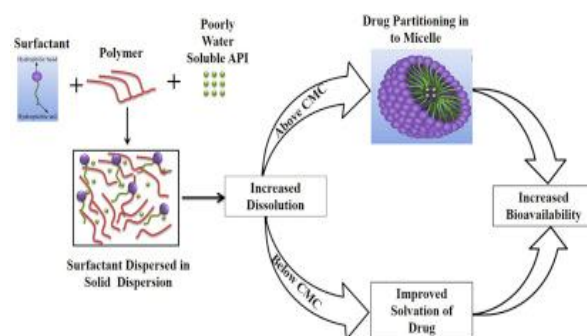 Surfactant
Hydrophilic head
Hydrophobic tail
+
Polymer
+
Poorly
Water
Soluble API
Surfactant Dispersed in
Solid Dispersion
Increased
Dissolution
Above CMC
Below CMC
Drug Partitioning in
to Micelle
Improved
Solvation of
Drug
Increased
Bioavailability